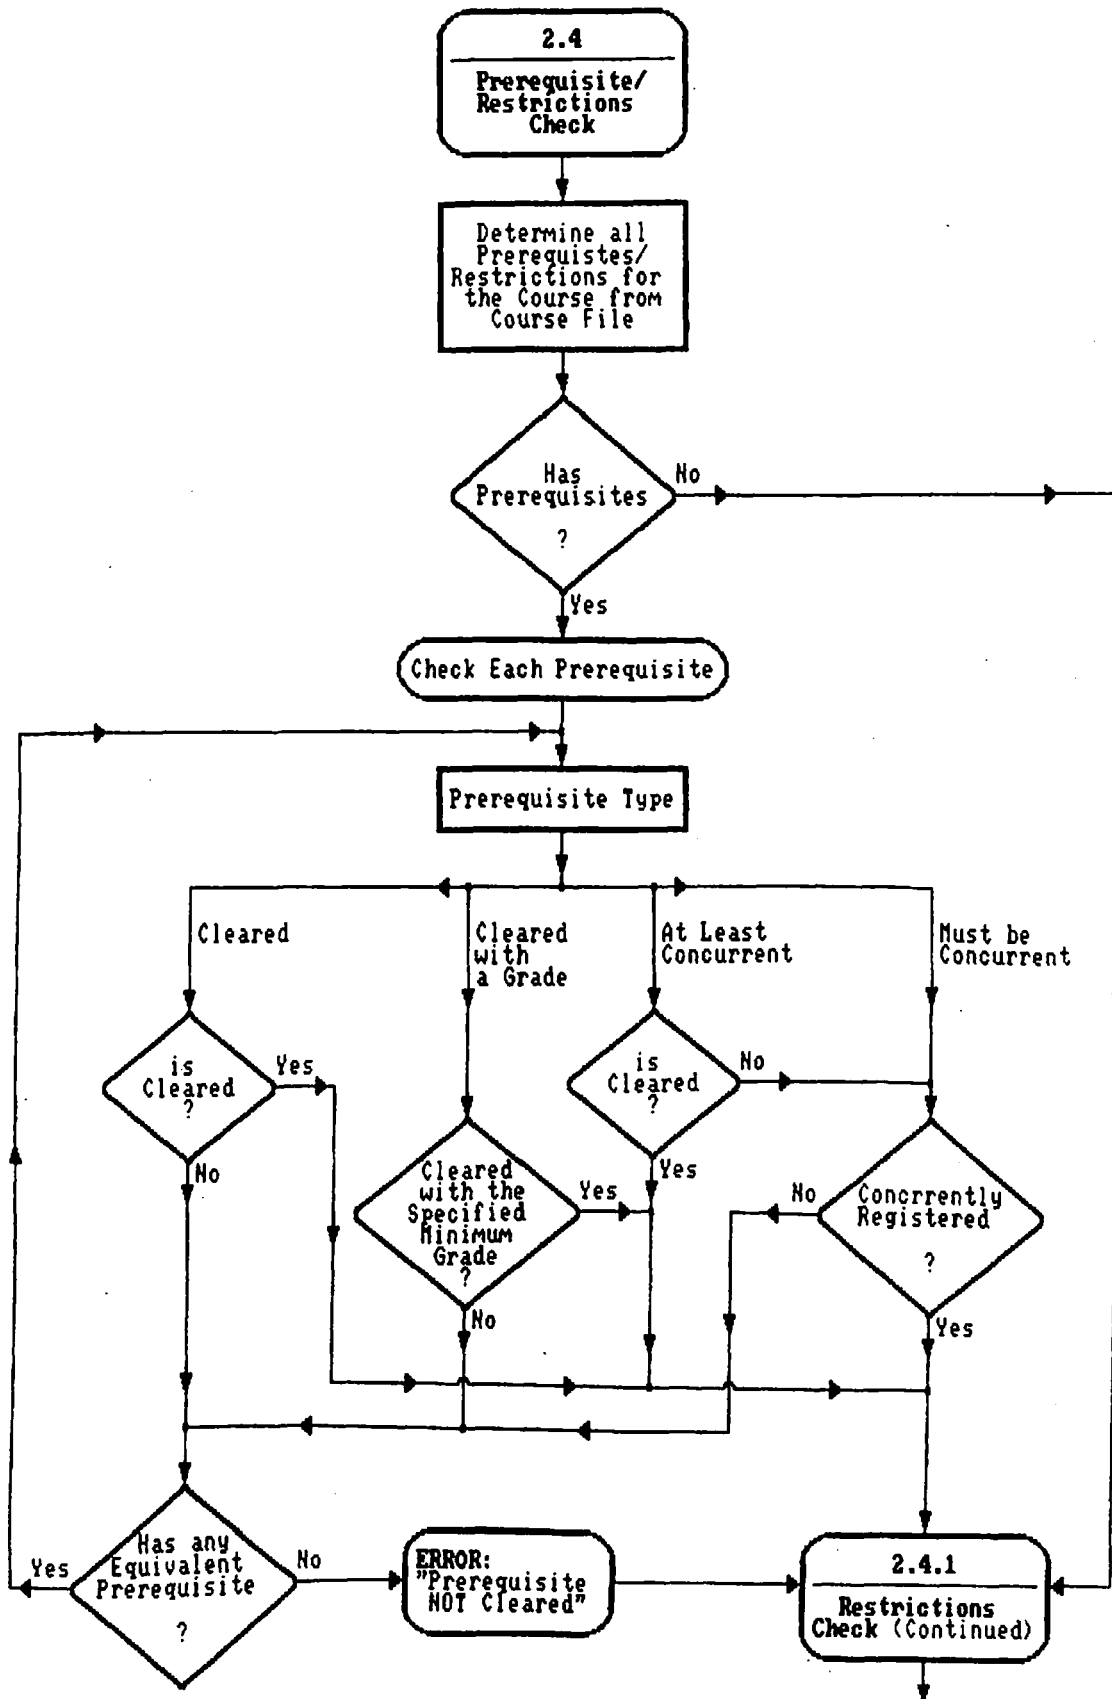 2.4
Prerequisite/
Restrictions
Check
Determine all
Prerequistes/
Restrictions for
the Course from
Course File
Has
Prerequisites
?
No
Yes
Check Each Prerequisite
Prerequisite Type
Cleared
Cleared
with
a Grade
At Least
Concurrent
Must be
Concurrent
is
Cleared
?
Yes
No
Cleared
with the
Specified
Minimum
Grade
?
Yes
No
is
Cleared
?
No
Yes
Concrrently
Registered
?
No
Yes
Has any
Equivalent
Prerequisite
?
Yes
No
ERROR:
"Prerequisite
NOT Cleared"
2.4.1
Restrictions
Check (Continued)